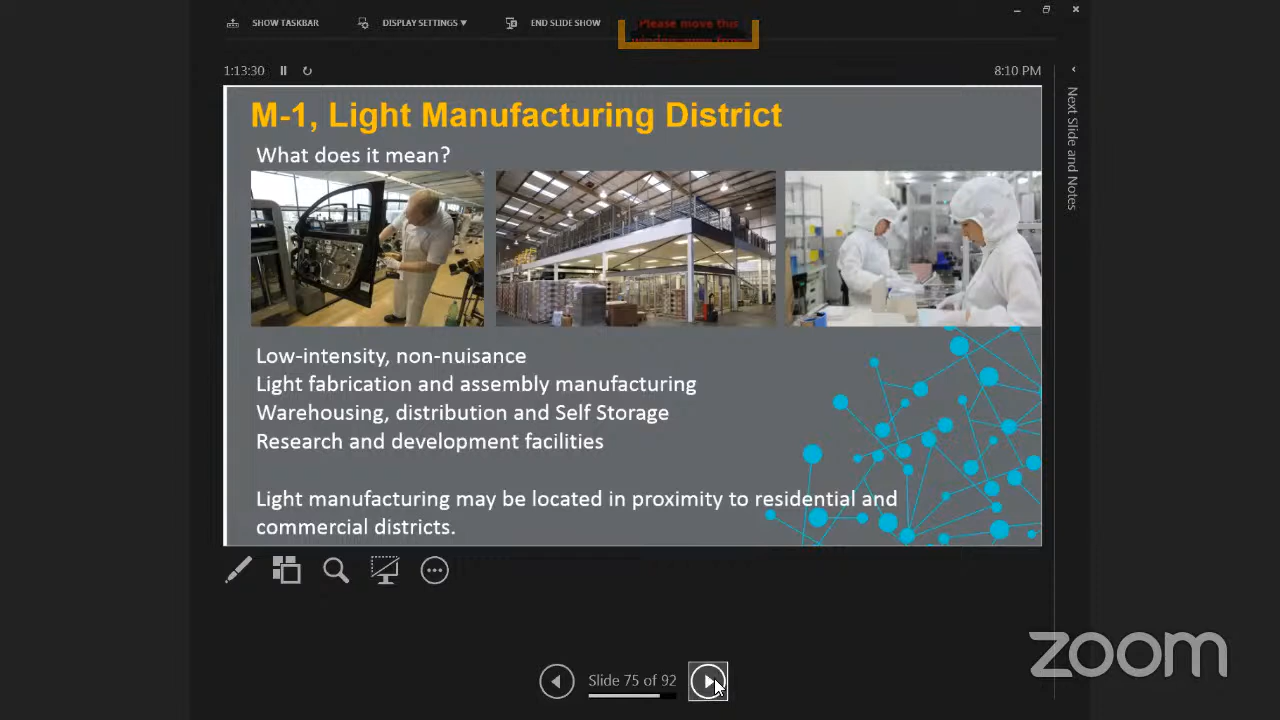 SHOW TASKBAR
DISPLAY SETTINGS ▼
END SLIDE SHOW
Please move this
1:13:30
8:10 PM
Next Slide and Notes
M-1, Light Manufacturing District
What does it mean?
Low-intensity, non-nuisance
Light fabrication and assembly manufacturing
Warehousing, distribution and Self Storage
Research and development facilities
Light manufacturing may be located in proximity to residential and
commercial districts.
Slide 75 of 92
zoom